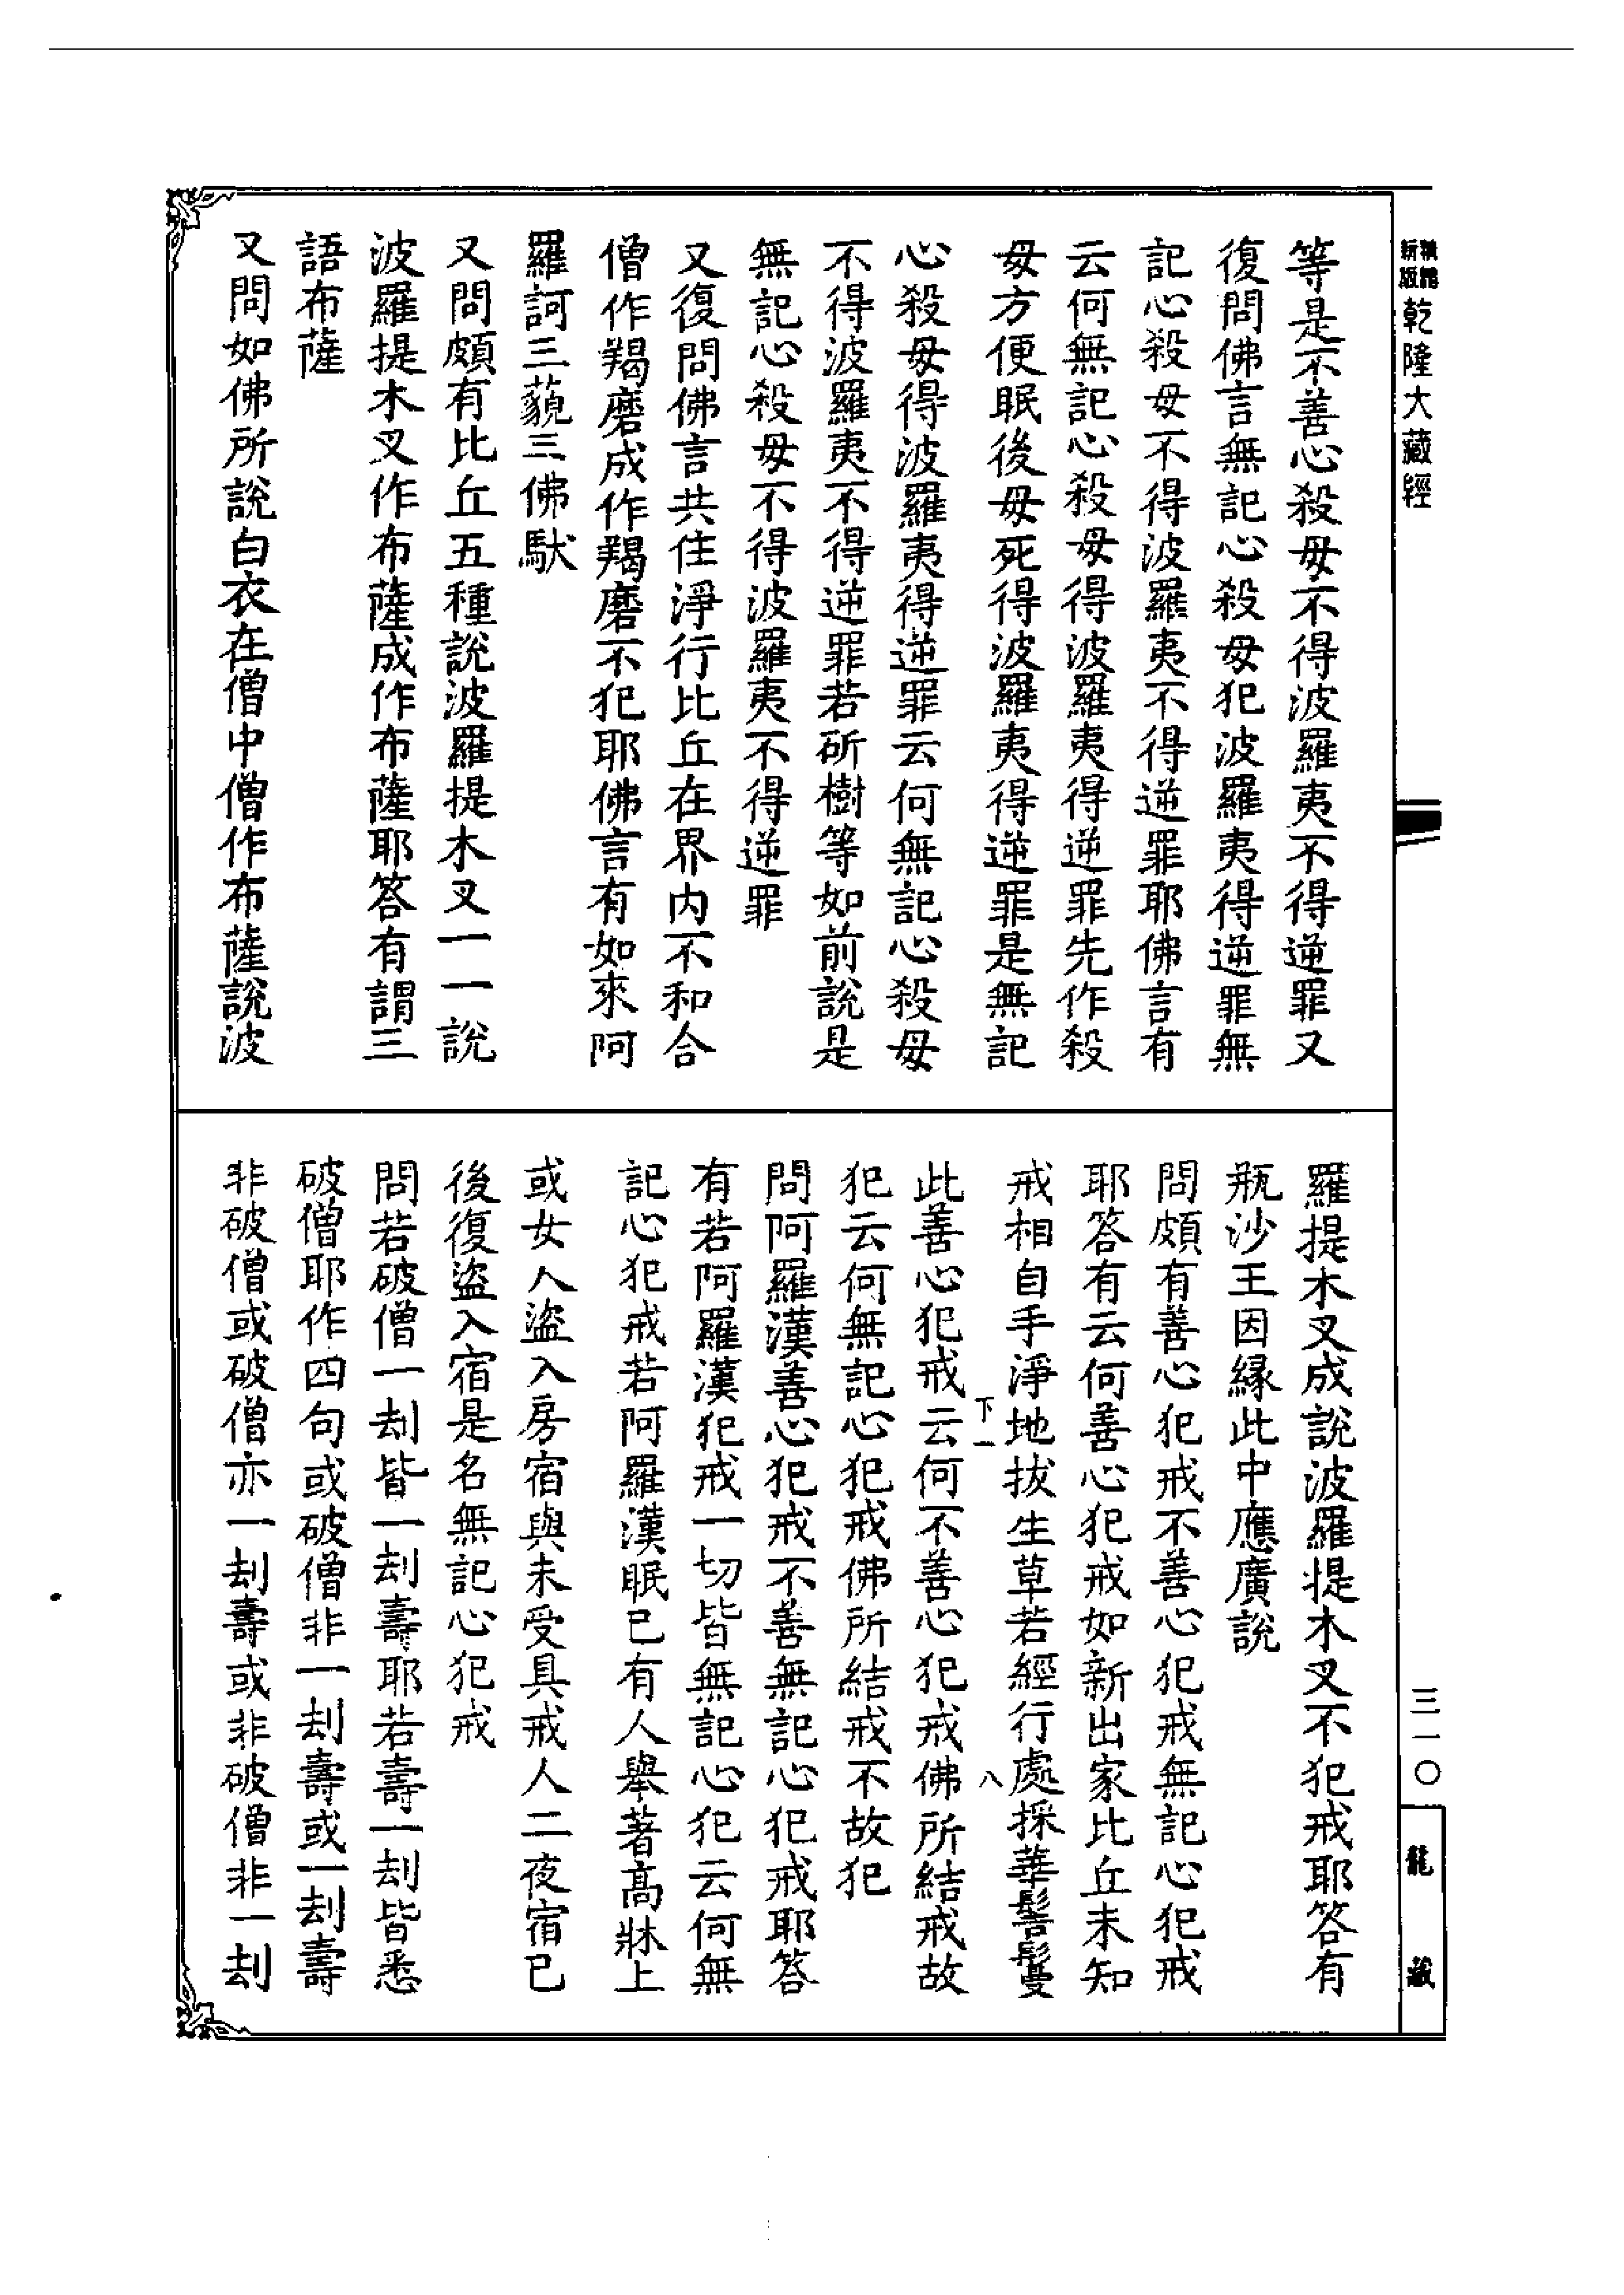 精縮新版乾隆大藏經
三一〇
龍藏
等是不善心殺母不得波羅夷不得逆罪又
復問佛言無記心殺母犯波羅夷得逆罪無
記心殺母不得波羅夷不得逆罪耶佛言有
云何無記心殺母得波羅夷得逆罪先作殺
母方便眠後母死得波羅夷得逆罪是無記
心殺母得波羅夷得逆罪云何無記心殺母
不得波羅夷不得逆罪若斫樹等如前說是
無記心殺母不得波羅夷不得逆罪
又復問佛言共住淨行比丘在界內不和合
僧作羯磨成作羯磨不犯耶佛言有如來阿
羅訶三藐三佛馱
又問頗有比丘五種說波羅提木叉一一說
波羅提木叉作布薩成作布薩耶答有謂三
語布薩
又問如佛所說白衣在僧中僧作布薩說波
羅提木叉成說波羅提木叉不犯戒耶答有
瓶沙王因緣此中應廣說
問頗有善心犯戒不善心犯戒無記心犯戒
耶答有云何善心犯戒如新出家比丘未知
戒相自手淨地拔生草若經行處採華鬘鬘
下一
八
此善心犯戒云何不善心犯戒佛所結戒故
犯云何無記心犯戒佛所結戒不故犯
問阿羅漢善心犯戒不善無記心犯戒耶答
有若阿羅漢犯戒一切皆無記心犯云何無
記心犯戒若阿羅漢眠已有人舉著高牀上
或女人盜入房宿與未受具戒人二夜宿已
後復盜入宿是名無記心犯戒
問若破僧一刦皆一刦壽耶若壽一刦皆悉
破僧耶作四句或破僧非一刦壽或一刦壽
非破僧或破僧亦一刦壽或非破僧非一刦